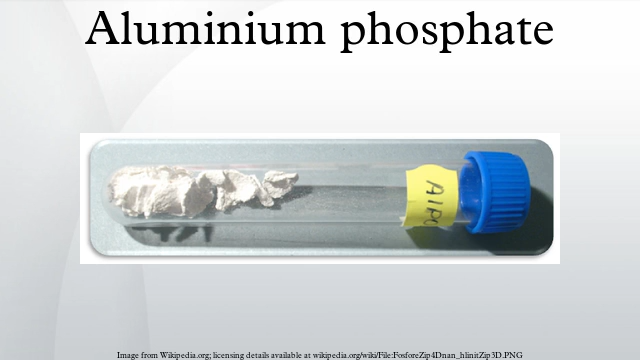 Aluminium phosphate
AlPO
Image from Wikipedia.org; licensing details available at wikipedia.org/wiki/File:FosforeZip4Dnan_hlinitZip3D.PNG